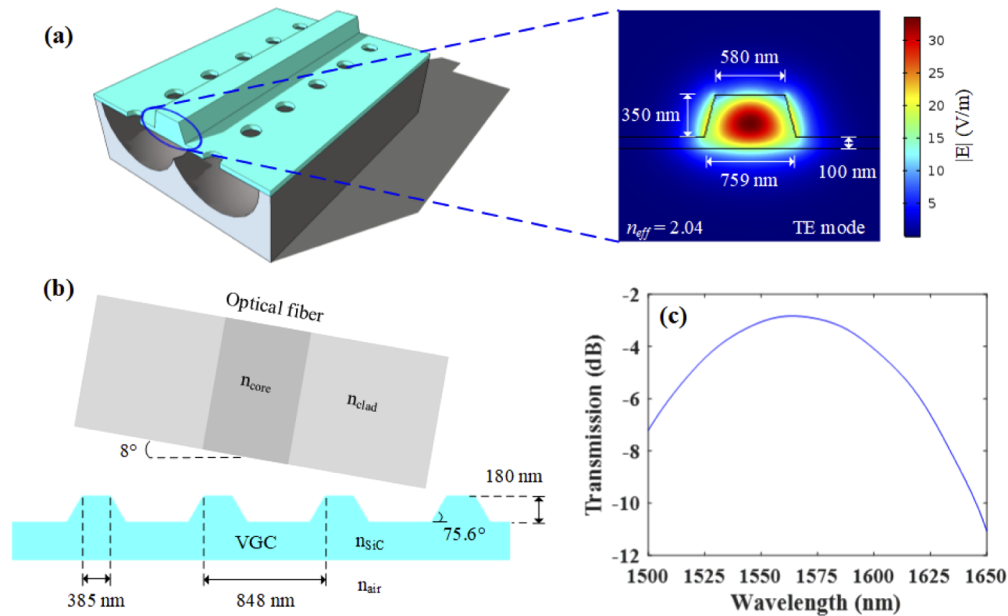 (a)
580 nm
350 nm
759 nm
100 nm
n_eff = 2.04
TE mode
30
25
20
15
10
5
|E| (V/m)
(b)
Optical fiber
n_core
n_clad
8°
180 nm
75.6°
VGC
n_SiC
n_air
385 nm
848 nm
(c)
-2
-4
-6
-8
-10
-12
Transmission (dB)
1500 1525 1550 1575 1600 1625 1650
Wavelength (nm)